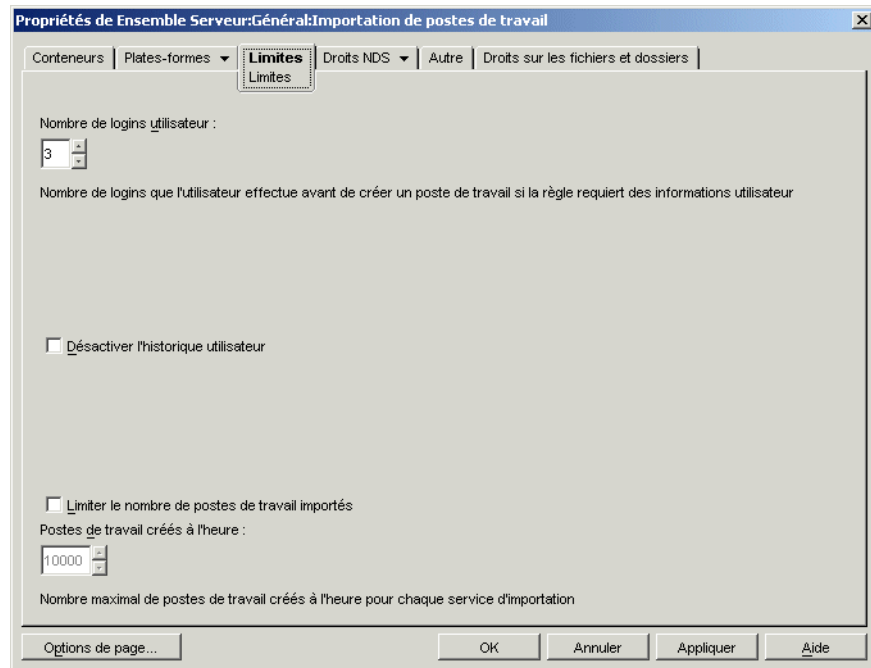 Propriétés de Ensemble Serveur:Général:Importation de postes de travail
Conteneurs Plates-formes Limites Droits NDS Autre Droits sur les fichiers et dossiers
Limites
Nombre de logins utilisateur :
3
Nombre de logins que l'utilisateur effectue avant de créer un poste de travail si la règle requiert des informations utilisateur
Désactiver l'historique utilisateur
Limiter le nombre de postes de travail importés
Postes de travail créés à l'heure :
10000
Nombre maximal de postes de travail créés à l'heure pour chaque service d'importation
Options de page... OK Annuler Appliquer Aide